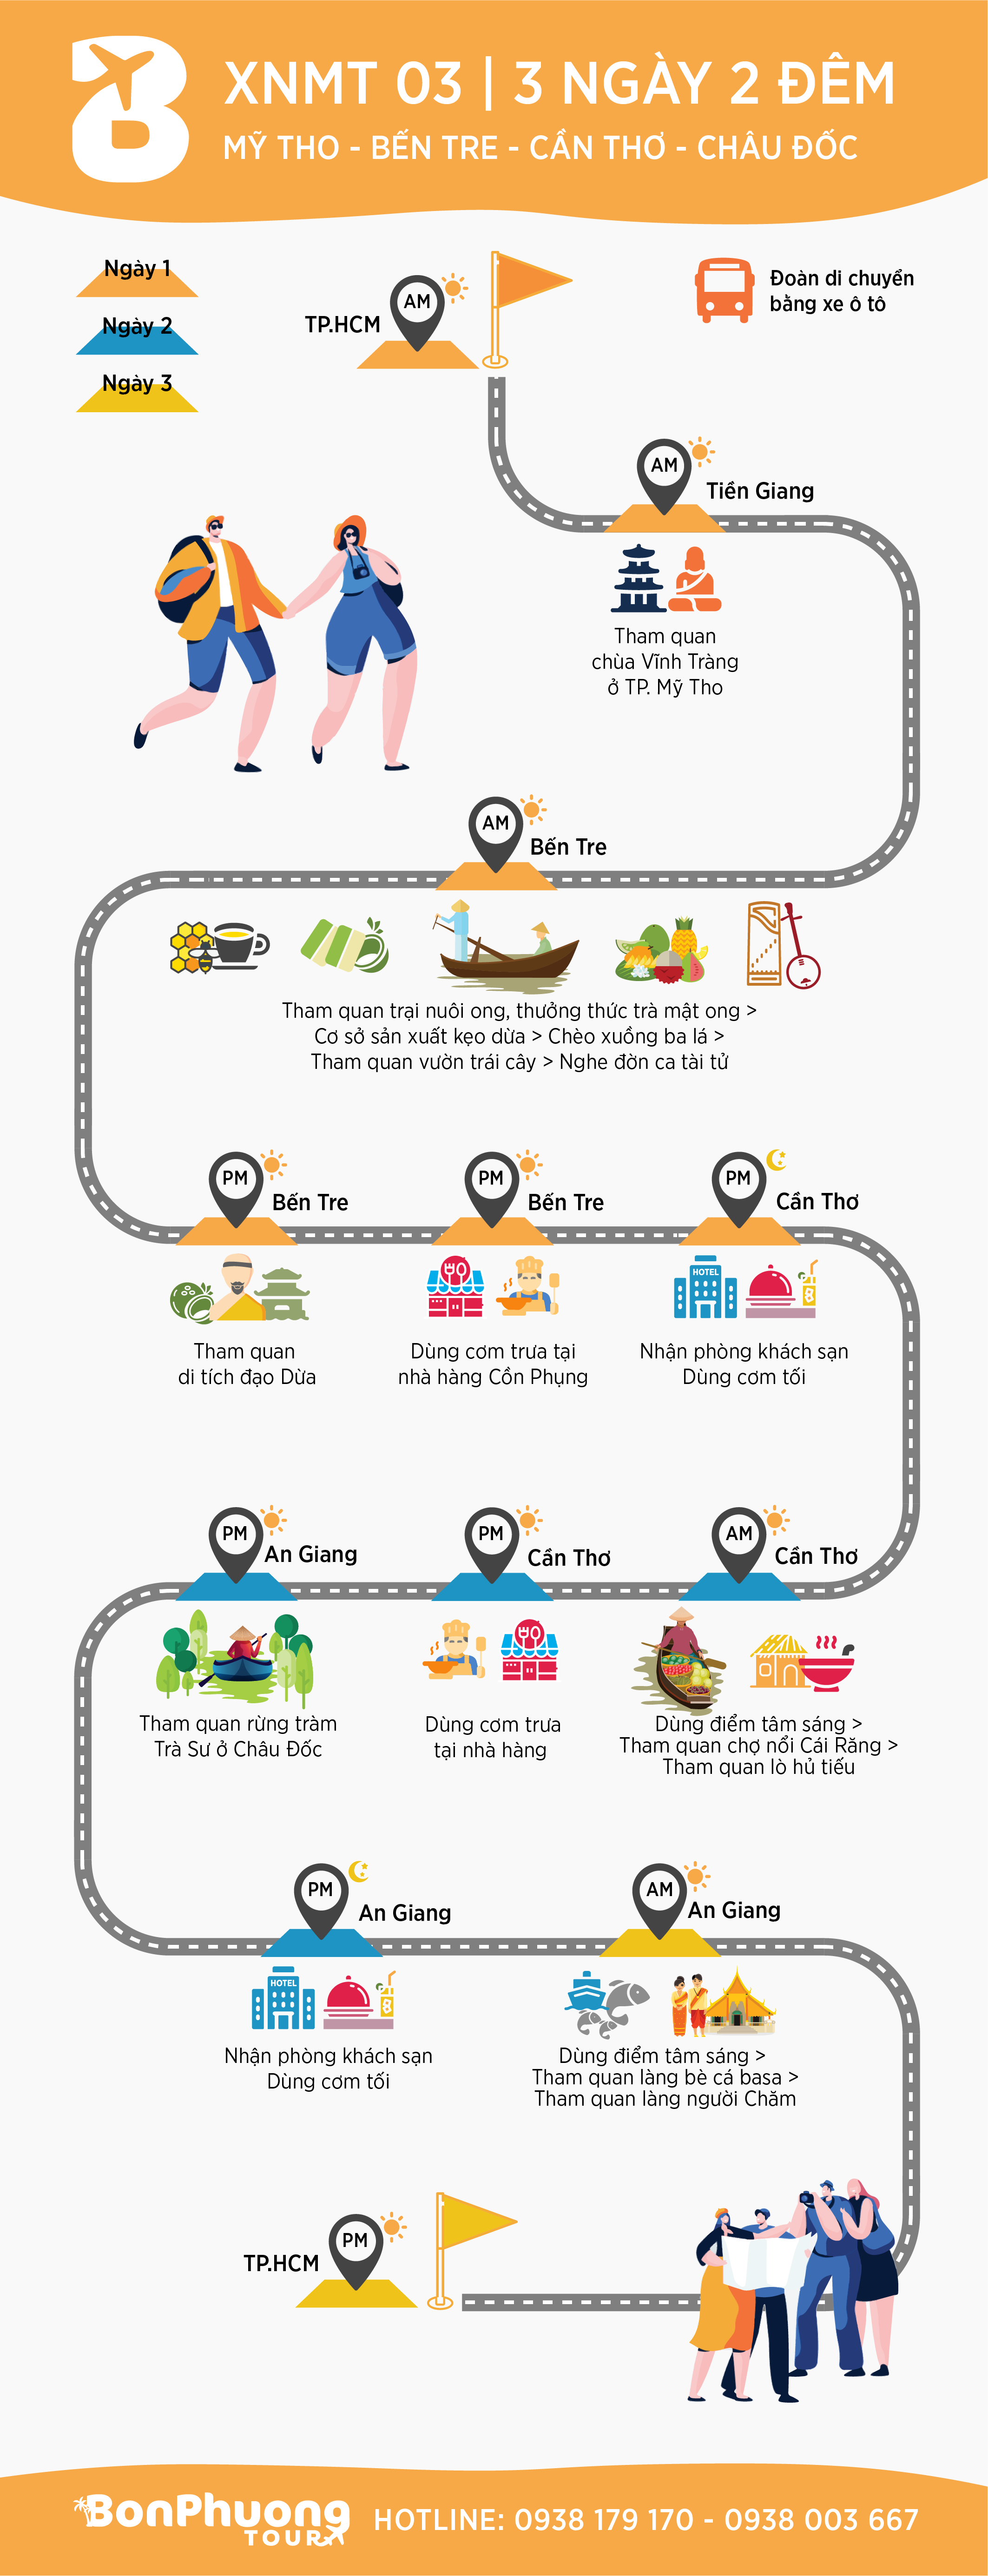 XNMT 03 | 3 NGÀY 2 ĐÊM
MỸ THO - BẾN TRE - CẦN THƠ - CHÂU ĐỐC
Ngày 1
Ngày 2
Ngày 3
AM
TP.HCM
Đoàn di chuyển
bằng xe ô tô
AM
Tiền Giang
Tham quan
chùa Vĩnh Tràng
ở TP. Mỹ Tho
AM
Bến Tre
Tham quan trại nuôi ong, thưởng thức trà mật ong >
Cơ sở sản xuất kẹo dừa > Chèo xuồng ba lá >
Tham quan vườn trái cây > Nghe đờn ca tài tử
PM
Bến Tre
Tham quan
di tích đạo Dừa
PM
Bến Tre
Dùng cơm trưa tại
nhà hàng Cồn Phụng
PM
Cần Thơ
HOTEL
Nhận phòng khách sạn
Dùng cơm tối
PM
An Giang
Tham quan rừng tràm
Trà Sư ở Châu Đốc
PM
Cần Thơ
Dùng cơm trưa
tại nhà hàng
AM
Cần Thơ
Dùng điểm tâm sáng >
Tham quan chợ nổi Cái Răng >
Tham quan lò hủ tiếu
PM
An Giang
HOTEL
Nhận phòng khách sạn
Dùng cơm tối
AM
An Giang
Dùng điểm tâm sáng >
Tham quan làng bè cá basa >
Tham quan làng người Chăm
PM
TP.HCM
BonPhuong
TOUR
HOTLINE: 0938 179 170 - 0938 003 667